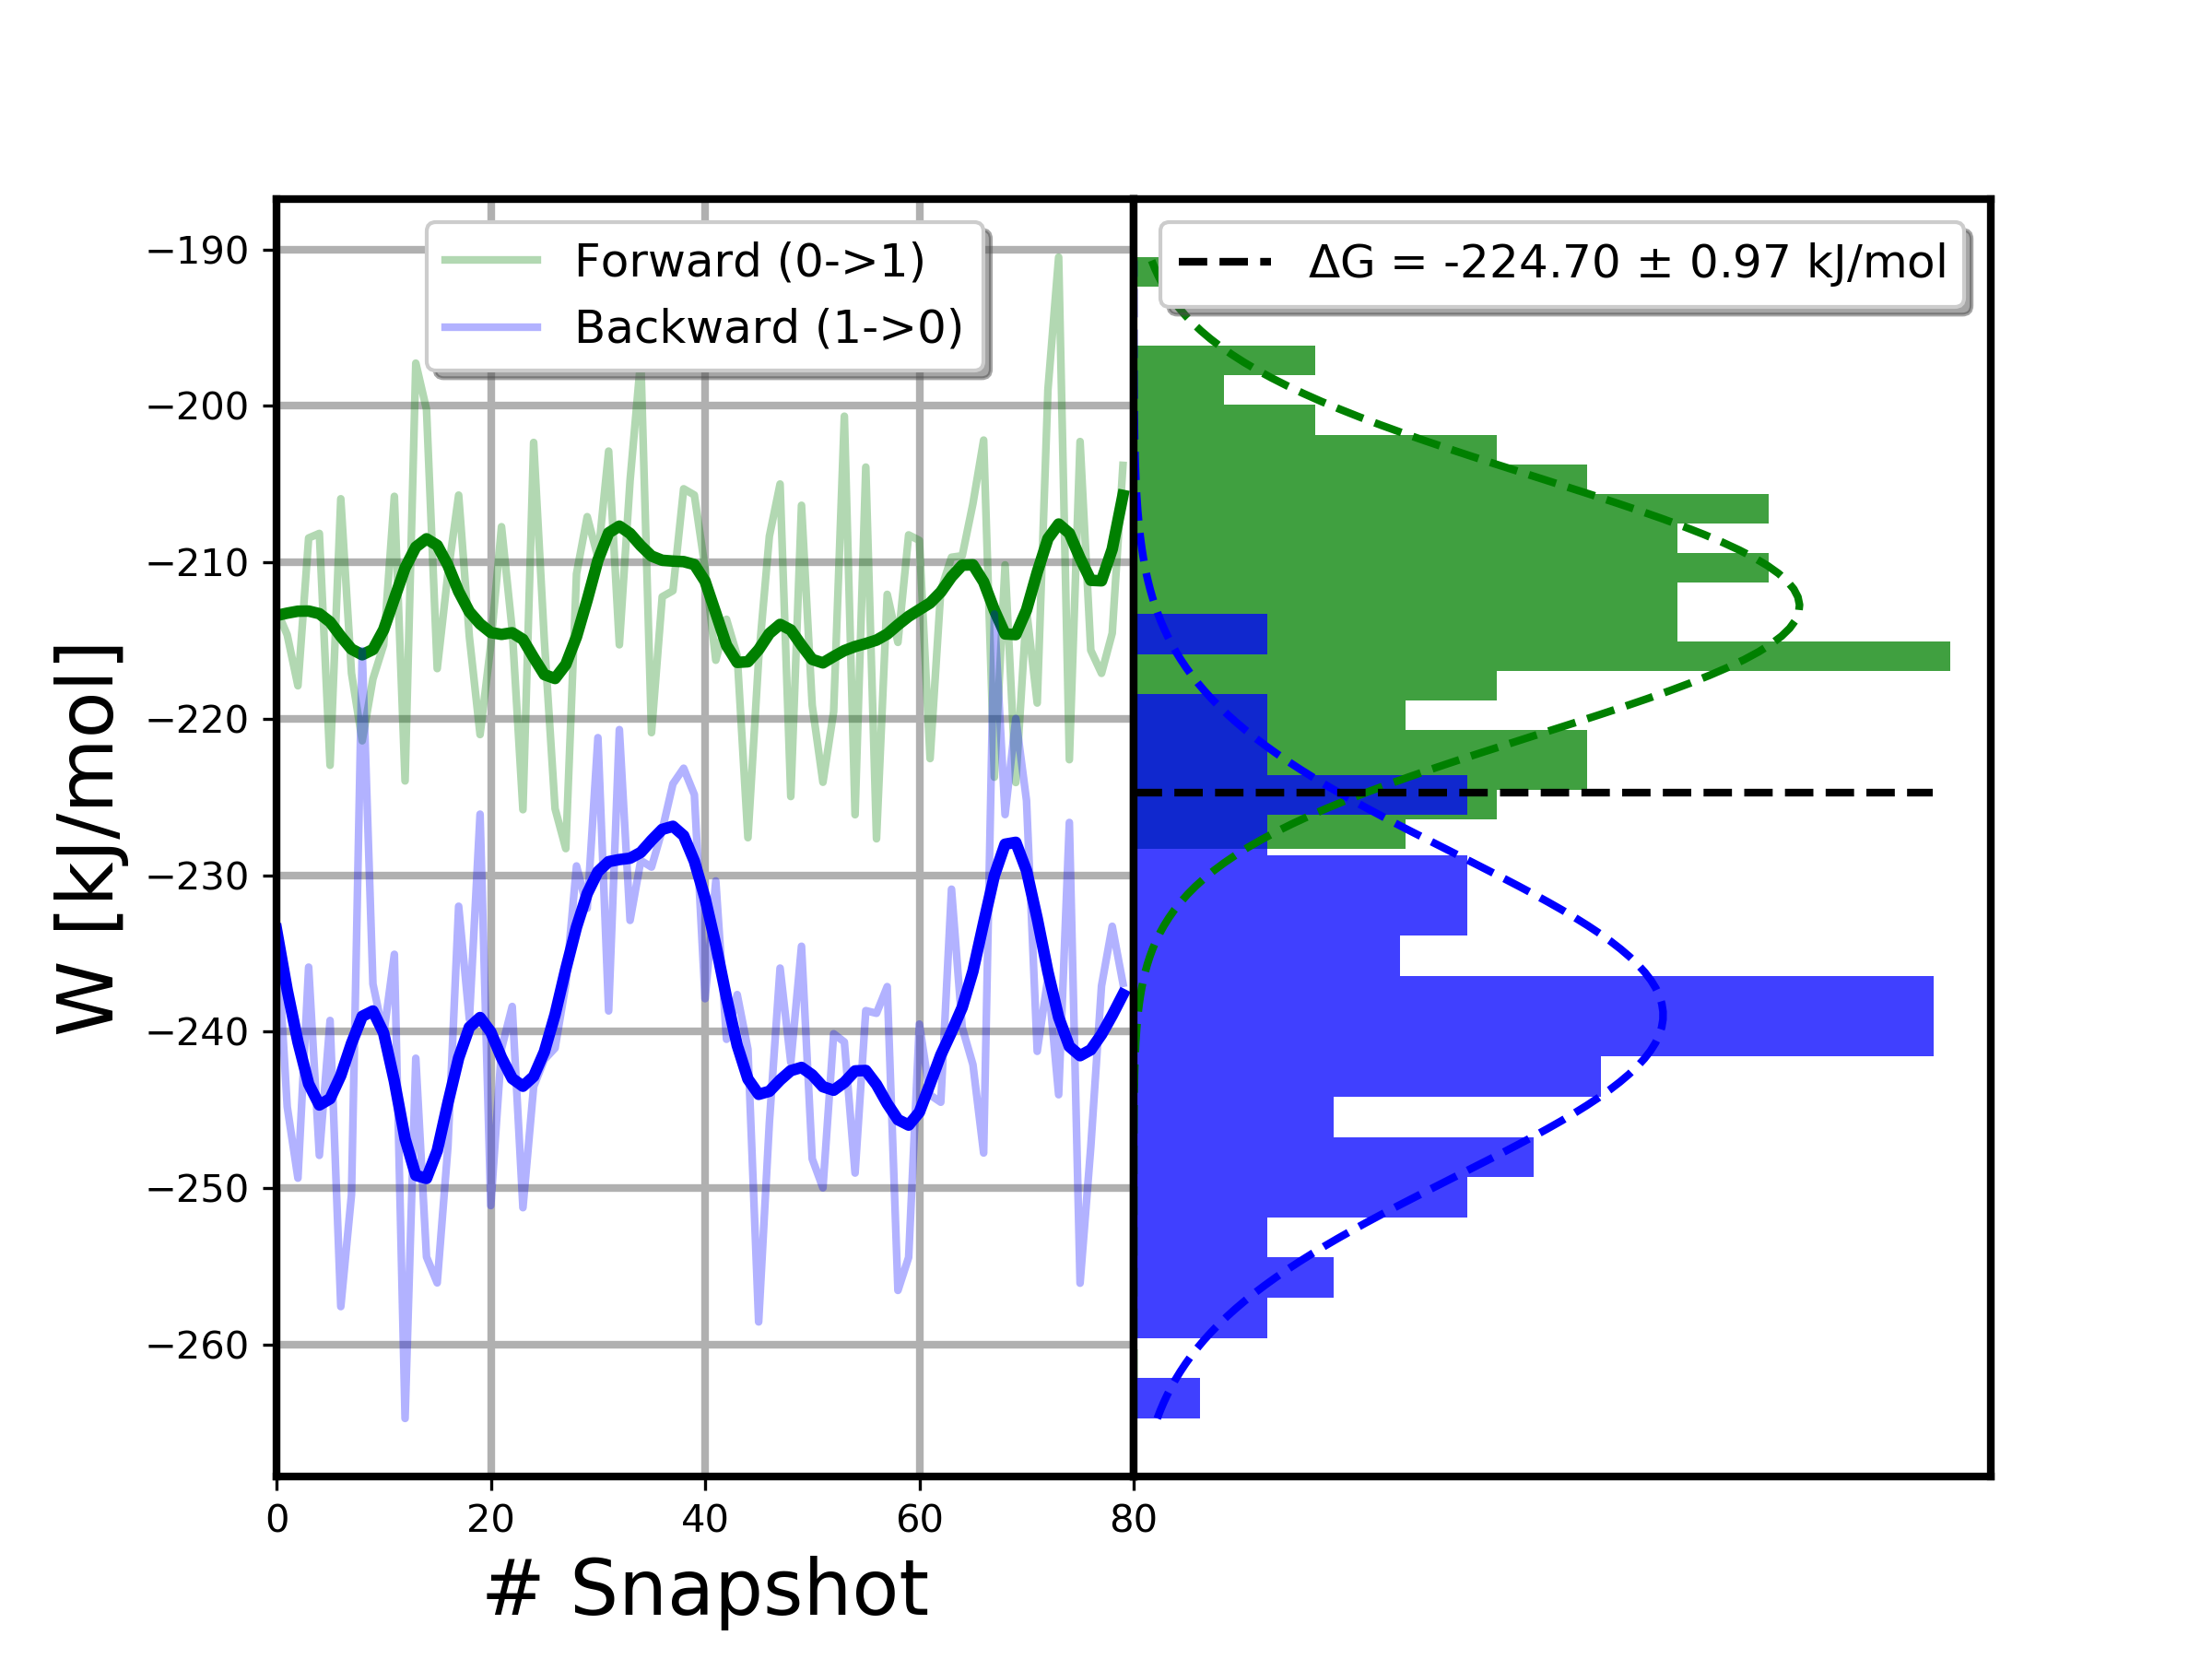 Forward (0->1)
Backward (1->0)
ΔG = -224.70 ± 0.97 kJ/mol
W [kJ/mol]
−190
−200
−210
−220
−230
−240
−250
−260
0 20 40 60 80
# Snapshot